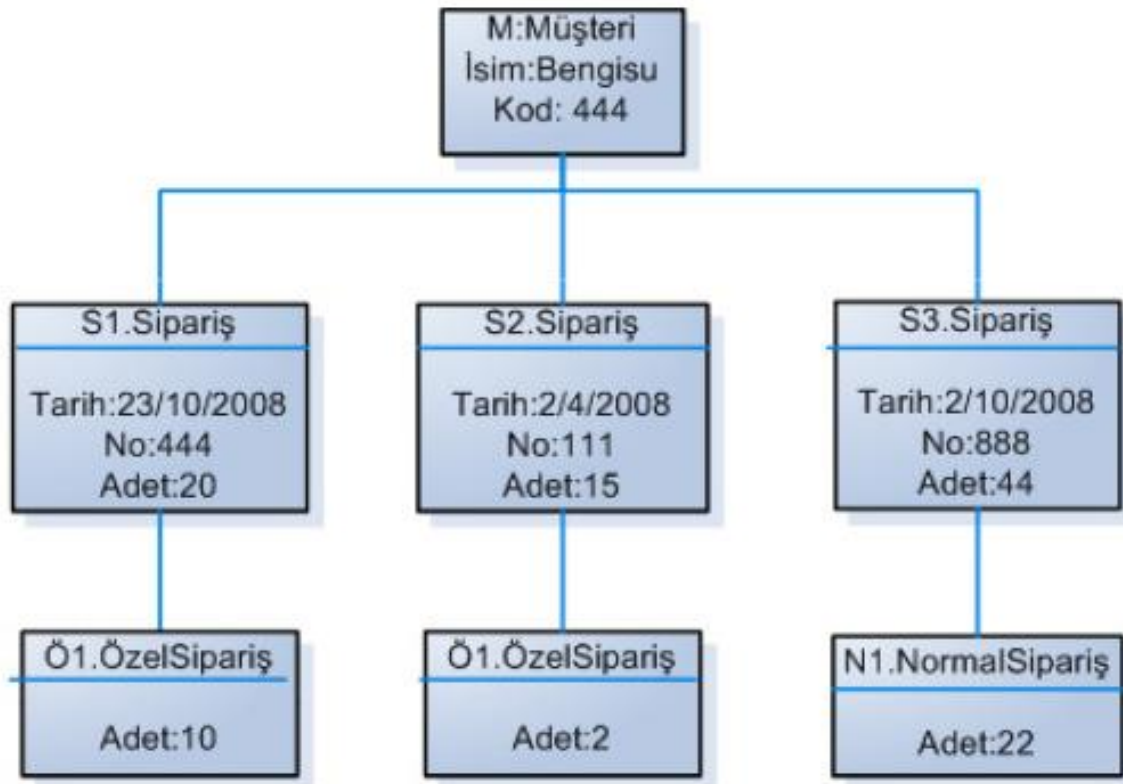 M:Müşteri
İsim:Bengisu
Kod: 444
S1.Sipariş
Tarih:23/10/2008
No:444
Adet:20
S2.Sipariş
Tarih:2/4/2008
No:111
Adet:15
S3.Sipariş
Tarih:2/10/2008
No:888
Adet:44
Ö1.ÖzelSipariş
Adet:10
Ö1.ÖzelSipariş
Adet:2
N1.NormalSipariş
Adet:22